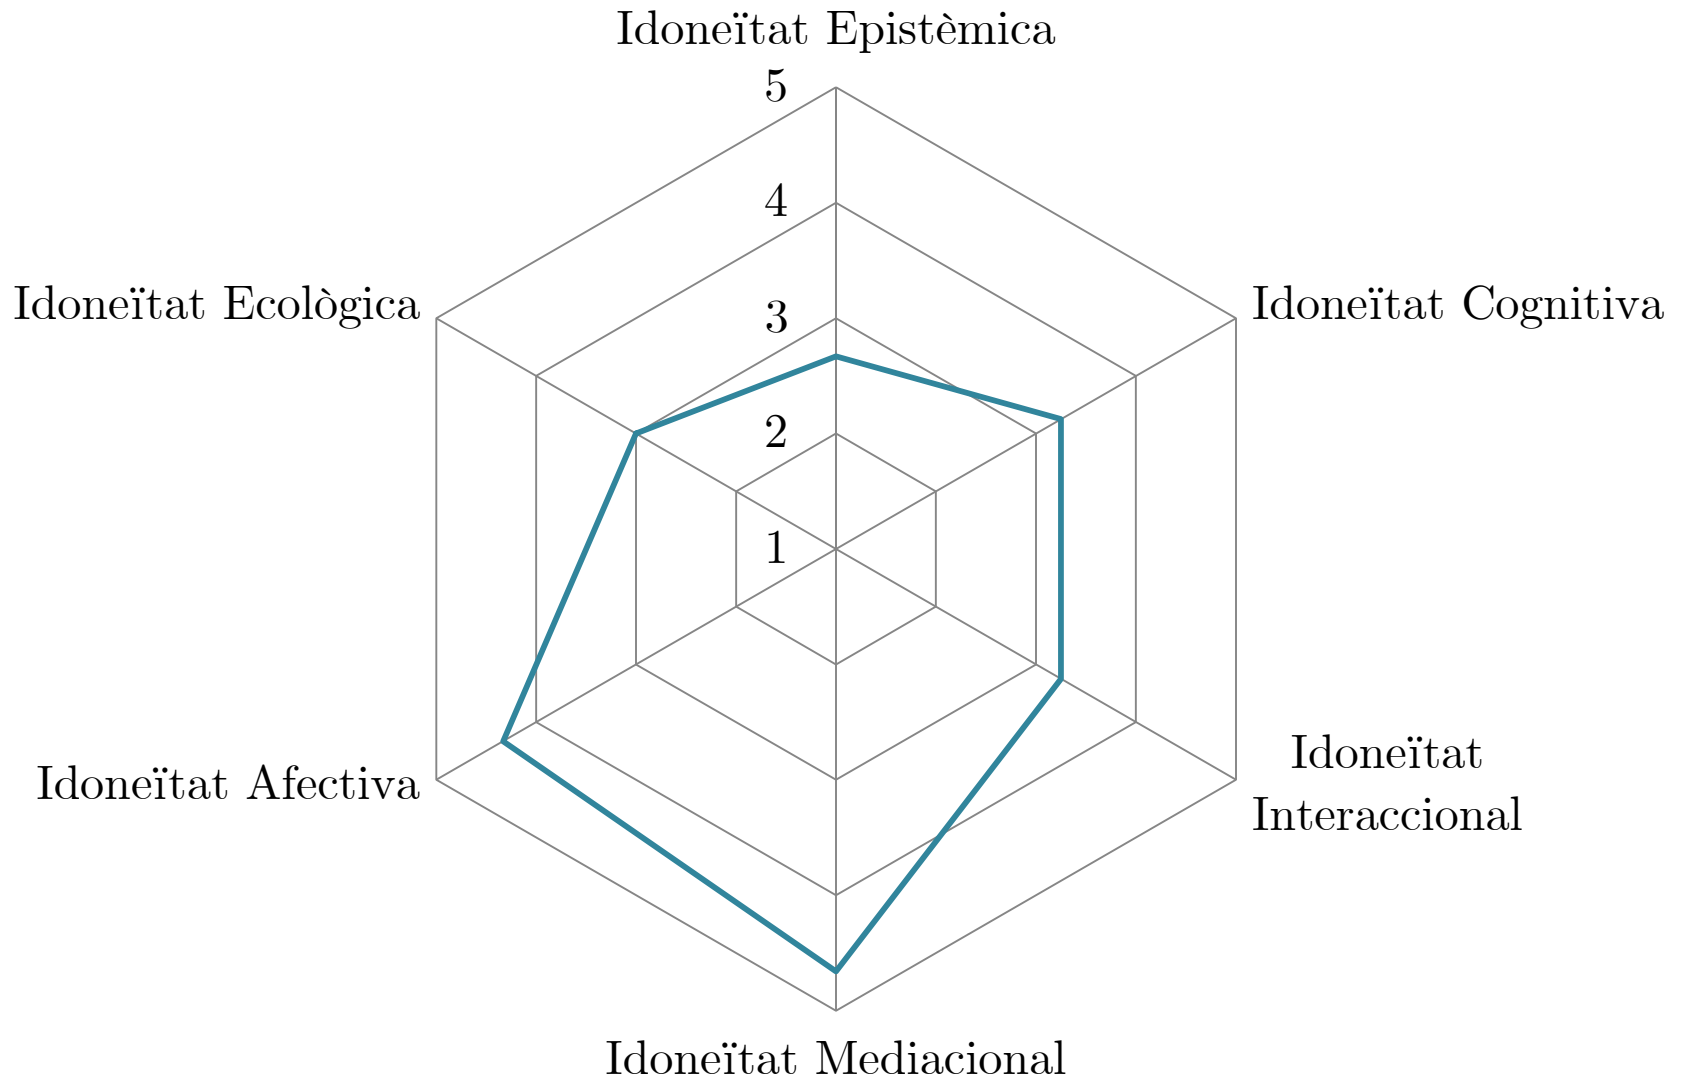 Idoneïtat Epistèmica
5
4
3
2
1
Idoneïtat Ecològica
Idoneïtat Cognitiva
Idoneïtat Afectiva
Idoneïtat
Interaccional
Idoneïtat Mediacional